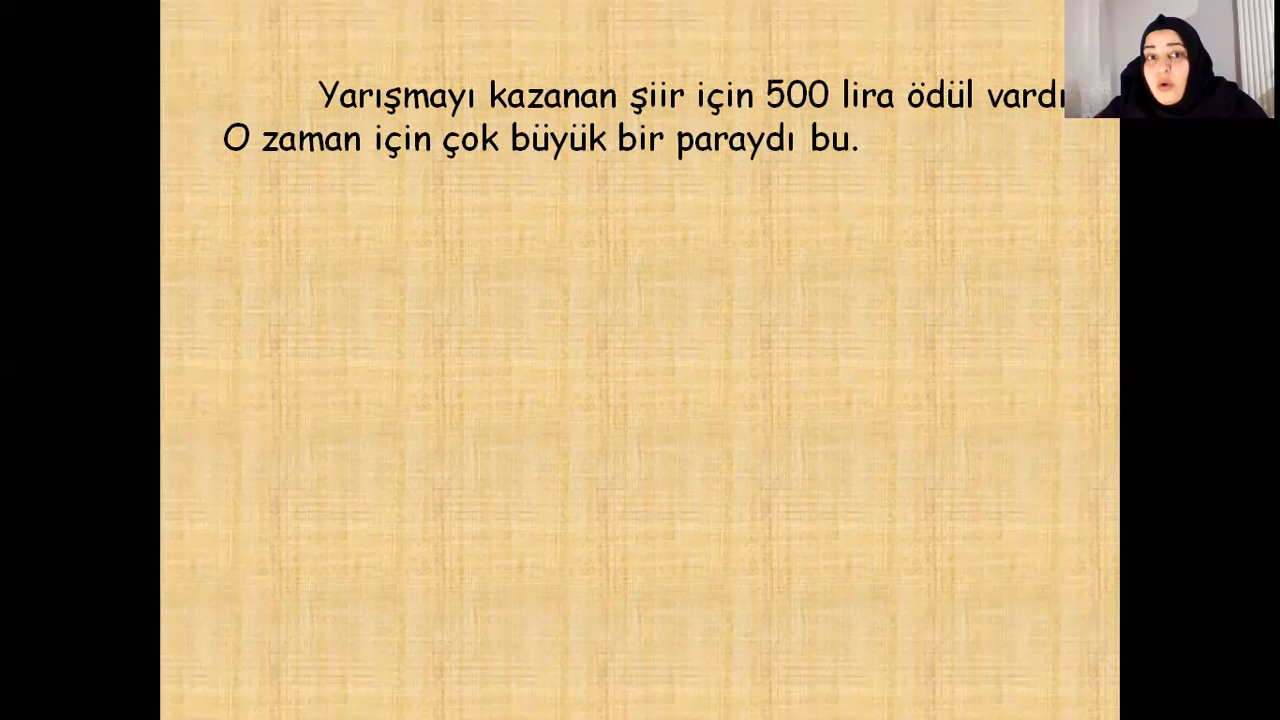 Yarışmayı kazanan şiir için 500 lira ödül vardı
O zaman için çok büyük bir paraydı bu.